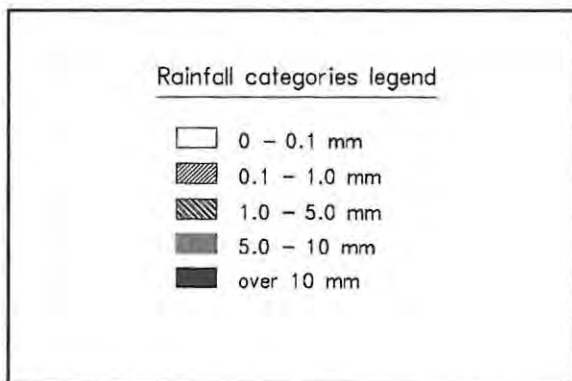 Rainfall categories legend
0 - 0.1 mm
0.1 - 1.0 mm
1.0 - 5.0 mm
5.0 - 10 mm
over 10 mm